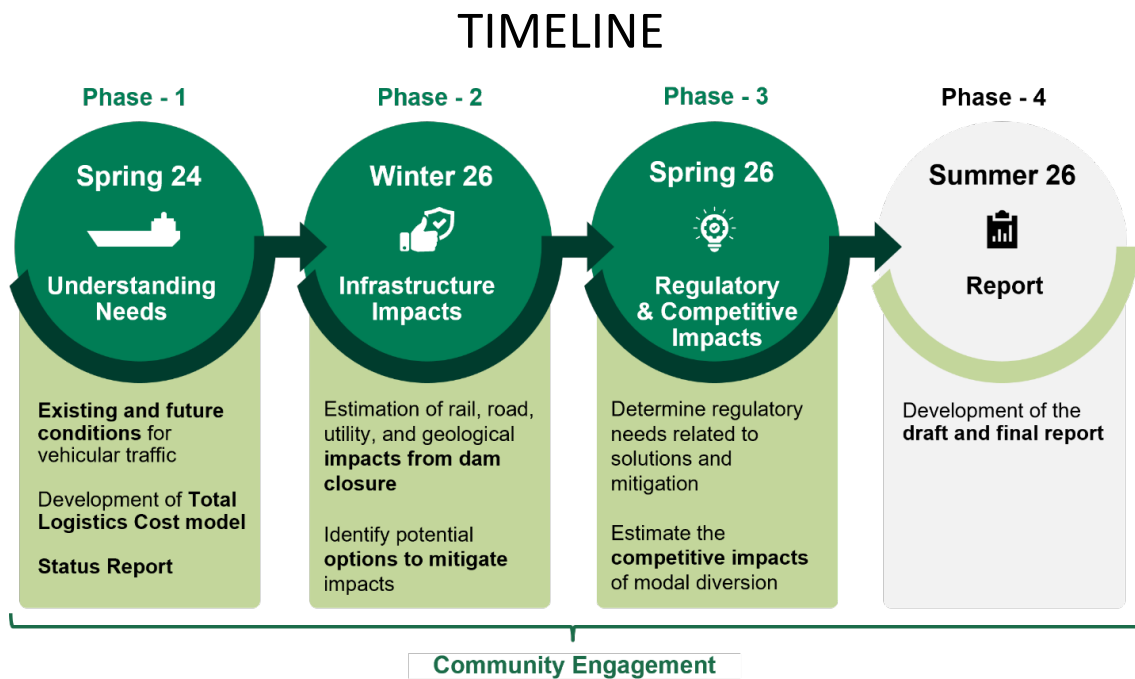 TIMELINE
Phase - 1
Spring 24
Understanding
Needs
Existing and future
conditions for
vehicular traffic
Development of Total
Logistics Cost model
Status Report
Phase - 2
Winter 26
Infrastructure
Impacts
Estimation of rail, road,
utility, and geological
impacts from dam
closure
Identify potential
options to mitigate
impacts
Phase - 3
Spring 26
Regulatory
& Competitive
Impacts
Determine regulatory
needs related to
solutions and
mitigation
Estimate the
competitive impacts
of modal diversion
Phase - 4
Summer 26
Report
Development of the
draft and final report
Community Engagement